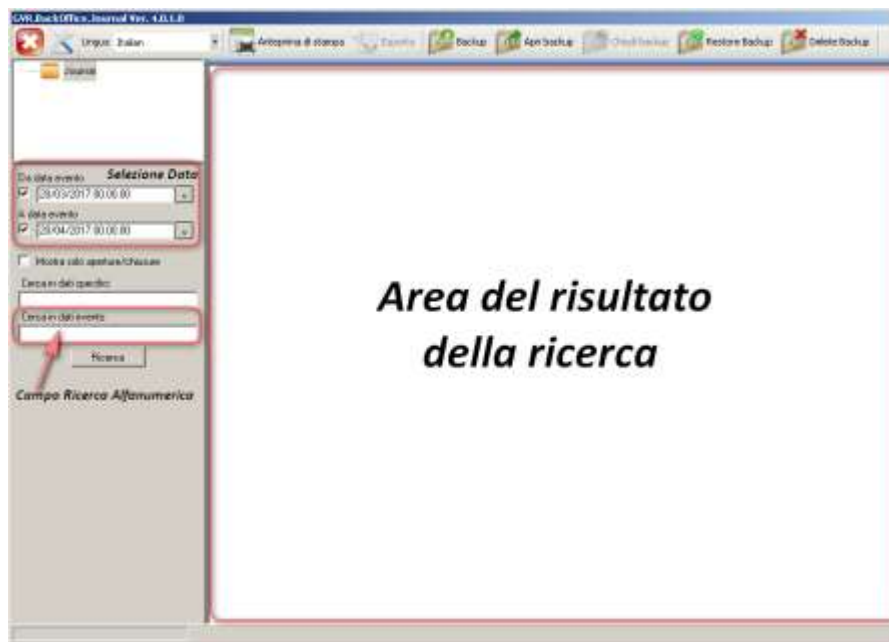 GVR.BackOffice.Journal Ver. 4.0.1.0
Lingua: Italian Anteprima di stampa Esporta Backup Apri backup Chiudi backup Restore Backup Delete Backup
Journal
Da data evento Selezione Data
28/03/2017 00.00.00
A data evento
28/04/2017 00.00.00
Mostra solo aperture/chiusure
Cerca in dati specifici
Cerca in dati evento
Ricerca
Campo Ricerca Alfanumerica
Area del risultato
della ricerca